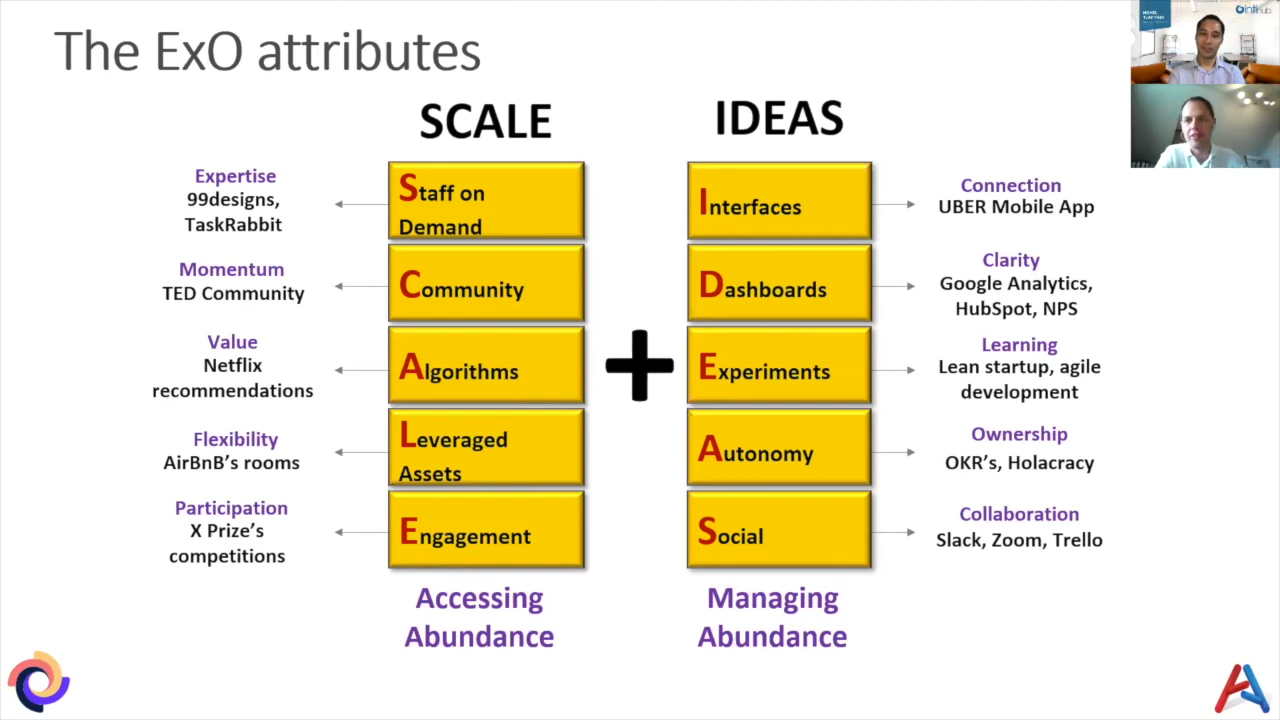 The ExO attributes
SCALE
IDEAS
Expertise
99designs,
TaskRabbit
Staff on
Demand
Interfaces
Connection
UBER Mobile App
Momentum
TED Community
Community
Dashboards
Clarity
Google Analytics,
HubSpot, NPS
Value
Netflix
recommendations
Algorithms
+
Experiments
Learning
Lean startup, agile
development
Flexibility
AirBnB's rooms
Leveraged
Assets
Autonomy
Ownership
OKR's, Holacracy
Participation
X Prize's
competitions
Engagement
Social
Collaboration
Slack, Zoom, Trello
Accessing
Abundance
Managing
Abundance